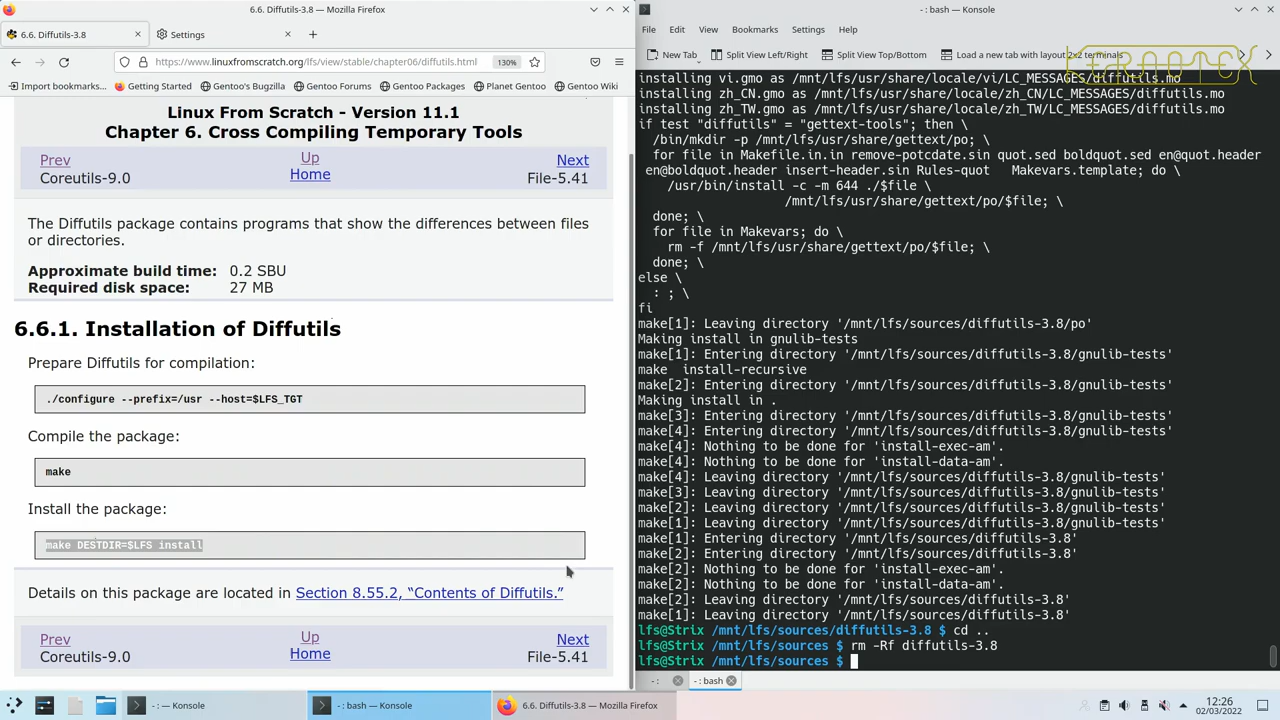 6.6. Diffutils-3.8 — Mozilla Firefox
6.6. Diffutils-3.8
Settings
https://www.linuxfromscratch.org/lfs/view/stable/chapter06/diffutils.html
130%
Import bookmarks...
Getting Started
Gentoo's Bugzilla
Gentoo Forums
Gentoo Packages
Planet Gentoo
Gentoo Wiki
Linux From Scratch - Version 11.1
Chapter 6. Cross Compiling Temporary Tools
Prev
Up
Next
Coreutils-9.0
Home
File-5.41
The Diffutils package contains programs that show the differences between files
or directories.
Approximate build time: 0.2 SBU
Required disk space: 27 MB
6.6.1. Installation of Diffutils
Prepare Diffutils for compilation:
./configure --prefix=/usr --host=$LFS_TGT
Compile the package:
make
Install the package:
make DESTDIR=$LFS install
Details on this package are located in Section 8.55.2, “Contents of Diffutils.”
Prev
Up
Next
Coreutils-9.0
Home
File-5.41
- : bash — Konsole
File Edit View Bookmarks Settings Help
New Tab
Split View Left/Right
Split View Top/Bottom
Load a new tab with layout 2x2 terminals
installing vi.gmo as /mnt/lfs/usr/share/locale/vi/LC_MESSAGES/diffutils.mo
installing zh_CN.gmo as /mnt/lfs/usr/share/locale/zh_CN/LC_MESSAGES/diffutils.mo
installing zh_TW.gmo as /mnt/lfs/usr/share/locale/zh_TW/LC_MESSAGES/diffutils.mo
if test "diffutils" = "gettext-tools"; then \
/bin/mkdir -p /mnt/lfs/usr/share/gettext/po; \
for file in Makefile.in.in remove-potcdate.sin quot.sed boldquot.sed en@quot.header
en@boldquot.header insert-header.sin Rules-quot Makevars.template; do \
/usr/bin/install -c -m 644 ./$file \
/mnt/lfs/usr/share/gettext/po/$file; \
done; \
for file in Makevars; do \
rm -f /mnt/lfs/usr/share/gettext/po/$file; \
done; \
else \
: ; \
fi
make[1]: Leaving directory '/mnt/lfs/sources/diffutils-3.8/po'
Making install in gnulib-tests
make[1]: Entering directory '/mnt/lfs/sources/diffutils-3.8/gnulib-tests'
make install-recursive
make[2]: Entering directory '/mnt/lfs/sources/diffutils-3.8/gnulib-tests'
Making install in .
make[3]: Entering directory '/mnt/lfs/sources/diffutils-3.8/gnulib-tests'
make[4]: Entering directory '/mnt/lfs/sources/diffutils-3.8/gnulib-tests'
make[4]: Nothing to be done for 'install-exec-am'.
make[4]: Nothing to be done for 'install-data-am'.
make[4]: Leaving directory '/mnt/lfs/sources/diffutils-3.8/gnulib-tests'
make[3]: Leaving directory '/mnt/lfs/sources/diffutils-3.8/gnulib-tests'
make[2]: Leaving directory '/mnt/lfs/sources/diffutils-3.8/gnulib-tests'
make[1]: Leaving directory '/mnt/lfs/sources/diffutils-3.8/gnulib-tests'
make[1]: Entering directory '/mnt/lfs/sources/diffutils-3.8'
make[2]: Entering directory '/mnt/lfs/sources/diffutils-3.8'
make[2]: Nothing to be done for 'install-exec-am'.
make[2]: Nothing to be done for 'install-data-am'.
make[2]: Leaving directory '/mnt/lfs/sources/diffutils-3.8'
make[1]: Leaving directory '/mnt/lfs/sources/diffutils-3.8'
lfs@Strix /mnt/lfs/sources/diffutils-3.8 $ cd ..
lfs@Strix /mnt/lfs/sources $ rm -Rf diffutils-3.8
lfs@Strix /mnt/lfs/sources $
- :
- : bash
- : — Konsole
- : bash — Konsole
6.6. Diffutils-3.8 — Mozilla Firefox
12:26
02/03/2022